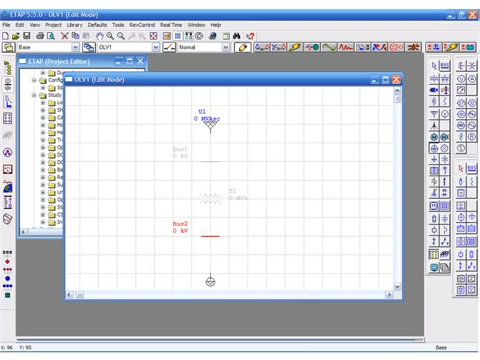 ETAP 5.5.0 - OLV1 (Edit Mode)
File Edit View Project Library Defaults Tools RevControl Real Time Window Help
Base
OLV1
Normal
ETAP (Project Editor)
OLV1 (Edit Mode)
Config
Study
U1
0 MVAsc
Bus1
0 kV
T1
0 MVA
Bus2
0 kV
X: 96 Y: 95
Base